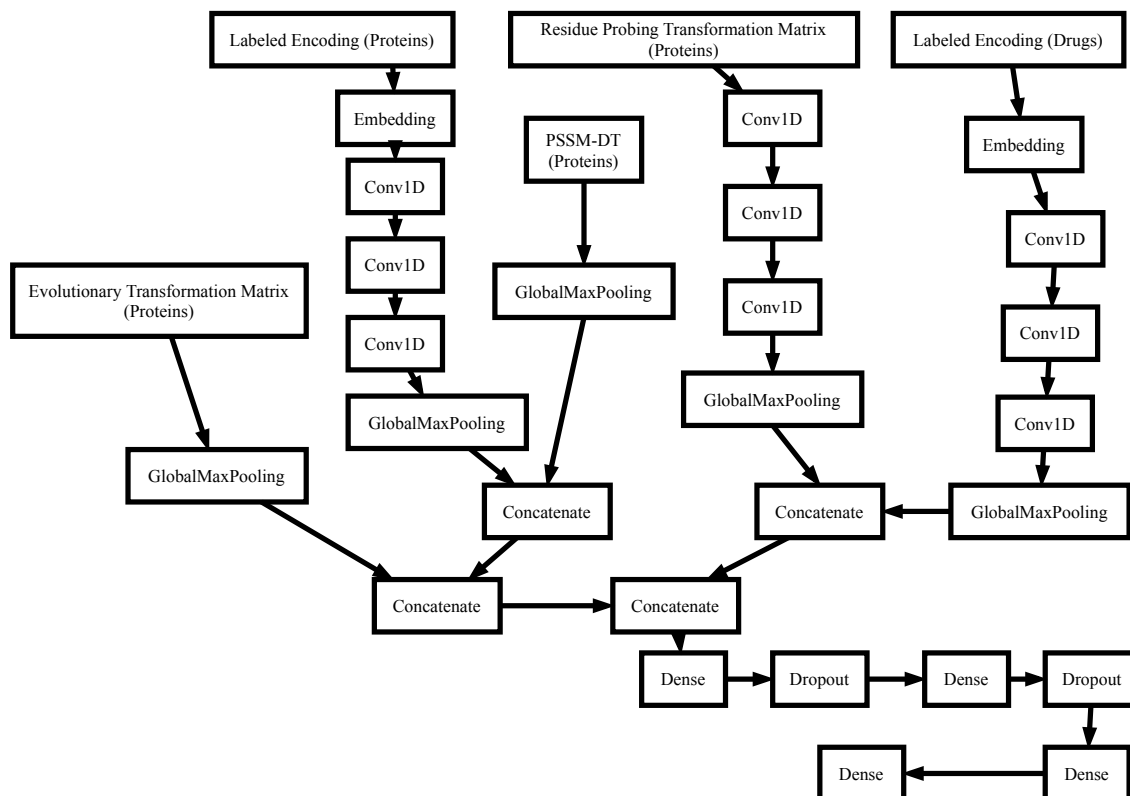 Labeled Encoding (Proteins)
Residue Probing Transformation Matrix
(Proteins)
Labeled Encoding (Drugs)
Embedding
Conv1D
PSSM-DT
(Proteins)
Embedding
Conv1D
Conv1D
Conv1D
Conv1D
Evolutionary Transformation Matrix
(Proteins)
GlobalMaxPooling
Conv1D
Conv1D
Conv1D
GlobalMaxPooling
GlobalMaxPooling
Conv1D
GlobalMaxPooling
Concatenate
Concatenate
GlobalMaxPooling
Concatenate
Concatenate
Dense
Dropout
Dense
Dropout
Dense
Dense